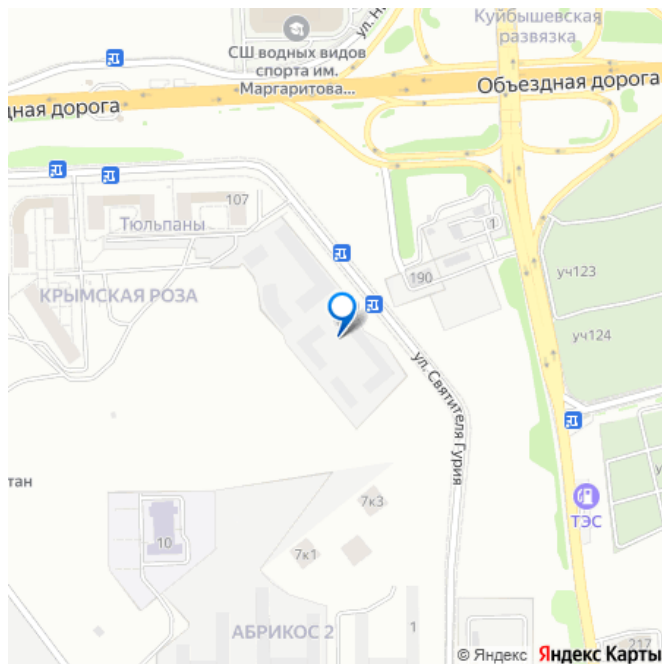 Куйбышевская
развязка
ул. Н
СШ водных видов
спорта им.
Маргаритова...
Объездная дорога
дная дорога
107
Тюльпаны
1
190
уч123
КРЫМСКАЯ РОЗА
уч124
ул. Святителя Гурия
тан
7к3
ТЭС
10
7к1
АБРИКОС 2
1
217
© Яндекс Яндекс Карты